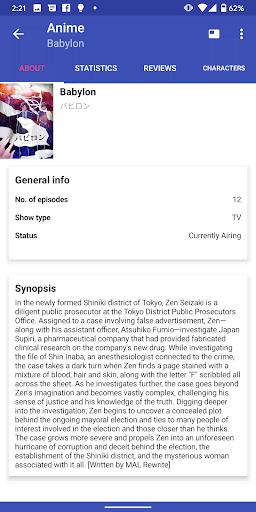 2:21
62%
Anime
Babylon
ABOUT
STATISTICS
REVIEWS
CHARACTERS
バビロン
Babylon
バビロン
General info
No. of episodes 12
Show type TV
Status Currently Airing
Synopsis
In the newly formed Shiniki district of Tokyo, Zen Seizaki is a
diligent public prosecutor at the Tokyo District Public Prosecutors
Office. Assigned to a case involving false advertisement, Zen—
along with his assistant officer, Atsuhiko Fumio—investigate Japan
Supiri, a pharmaceutical company that had provided fabricated
clinical research on the company's new drug. While investigating
the file of Shin Inaba, an anesthesiologist connected to the crime,
the case takes a dark turn when Zen finds a page stained with a
mixture of blood, hair and skin, along with the letter "F" scribbled all
across the sheet. As he investigates further, the case goes beyond
Zen's imagination and becomes vastly complex, challenging his
sense of justice and his knowledge of the truth. Digging deeper
into the investigation, Zen begins to uncover a concealed plot
behind the ongoing mayoral election and ties to many people of
interest involved in the election and those closer than he thinks.
The case grows more severe and propels Zen into an unforeseen
hurricane of corruption and deceit behind the election, the
establishment of the Shiniki district, and the mysterious woman
associated with it all. [Written by MAL Rewrite]